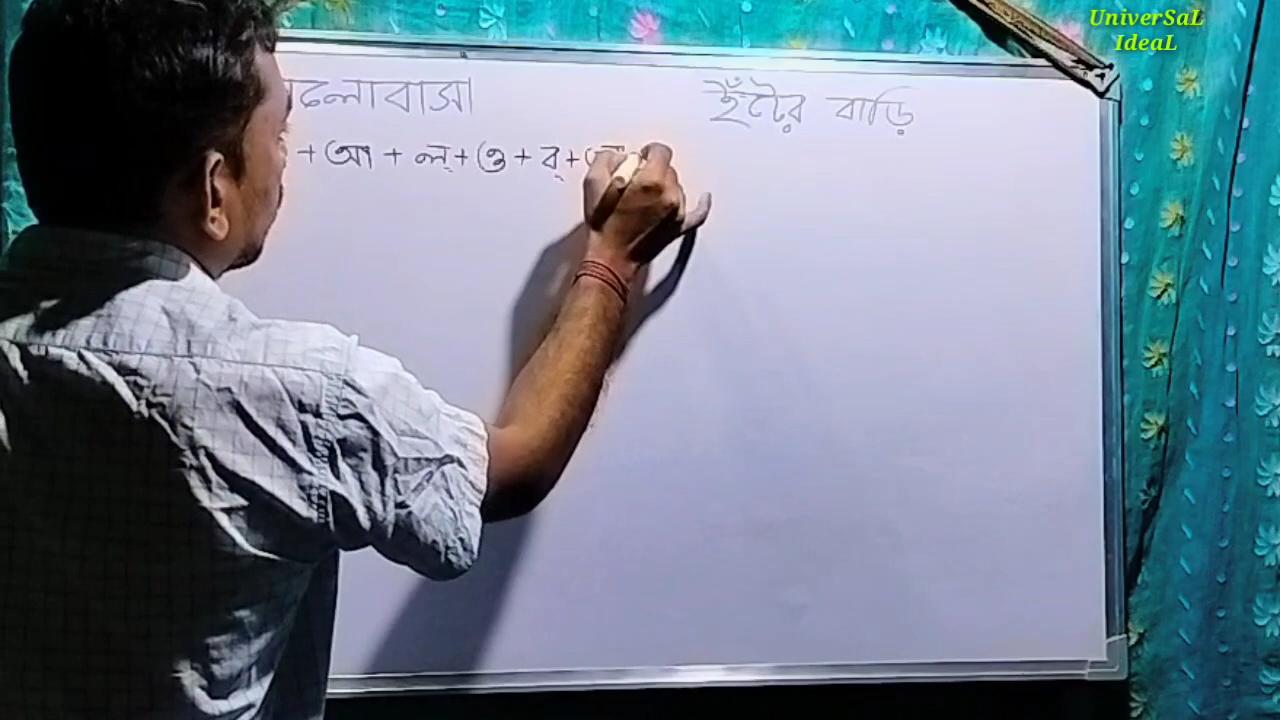 UniverSaL
IdeaL
ালোবাসা
ইঁটের বাড়ি
+ আ + ল্ + ও + ব্ +